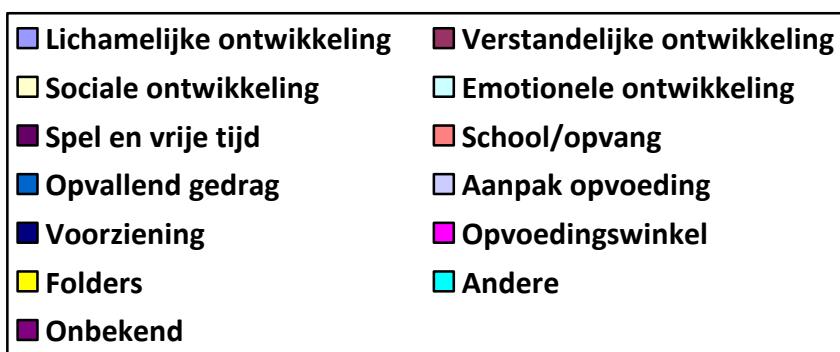 Lichamelijke ontwikkeling Verstandelijke ontwikkeling
Sociale ontwikkeling Emotionele ontwikkeling
Spel en vrije tijd School/opvang
Opvallend gedrag Aanpak opvoeding
Voorziening Opvoedingswinkel
Folders Andere
Onbekend